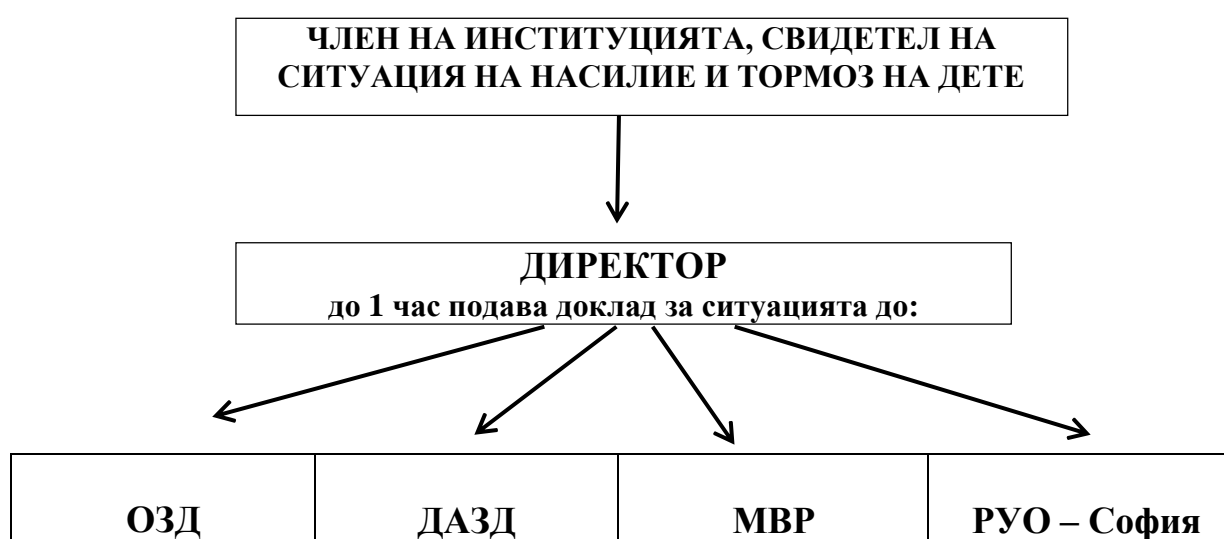 ЧЛЕН НА ИНСТИТУЦИЯТА, СВИДЕТЕЛ НА
СИТУАЦИЯ НА НАСИЛИЕ И ТОРМОЗ НА ДЕТЕ
ДИРЕКТОР
до 1 час подава доклад за ситуацията до:
ОЗД ДАЗД МВР РУО – София